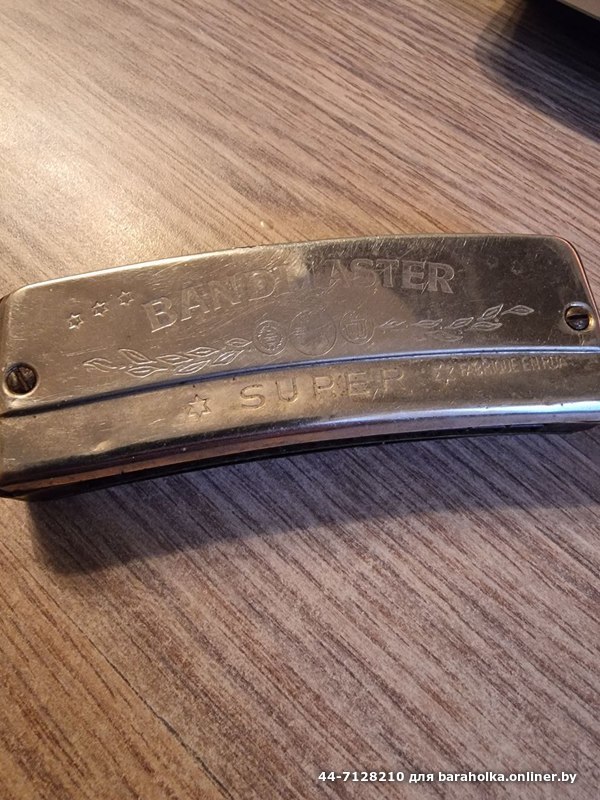 BANDMASTER
SUPER
44-7128210 для baraholka.onliner.by